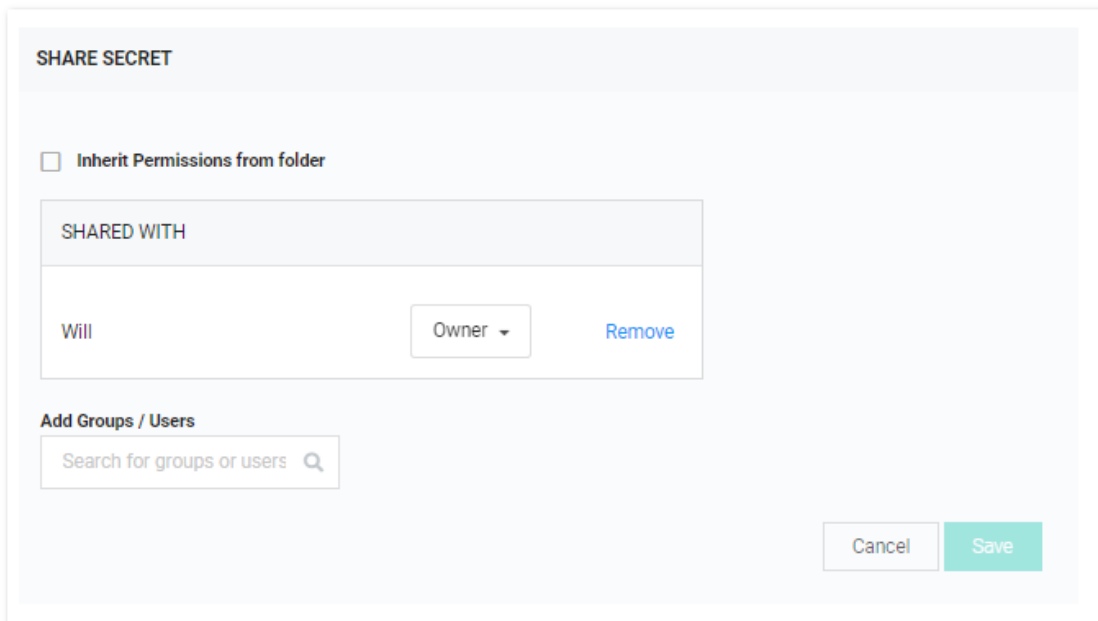 SHARE SECRET
Inherit Permissions from folder
SHARED WITH
Will Owner Remove
Add Groups / Users
Search for groups or users
Cancel Save